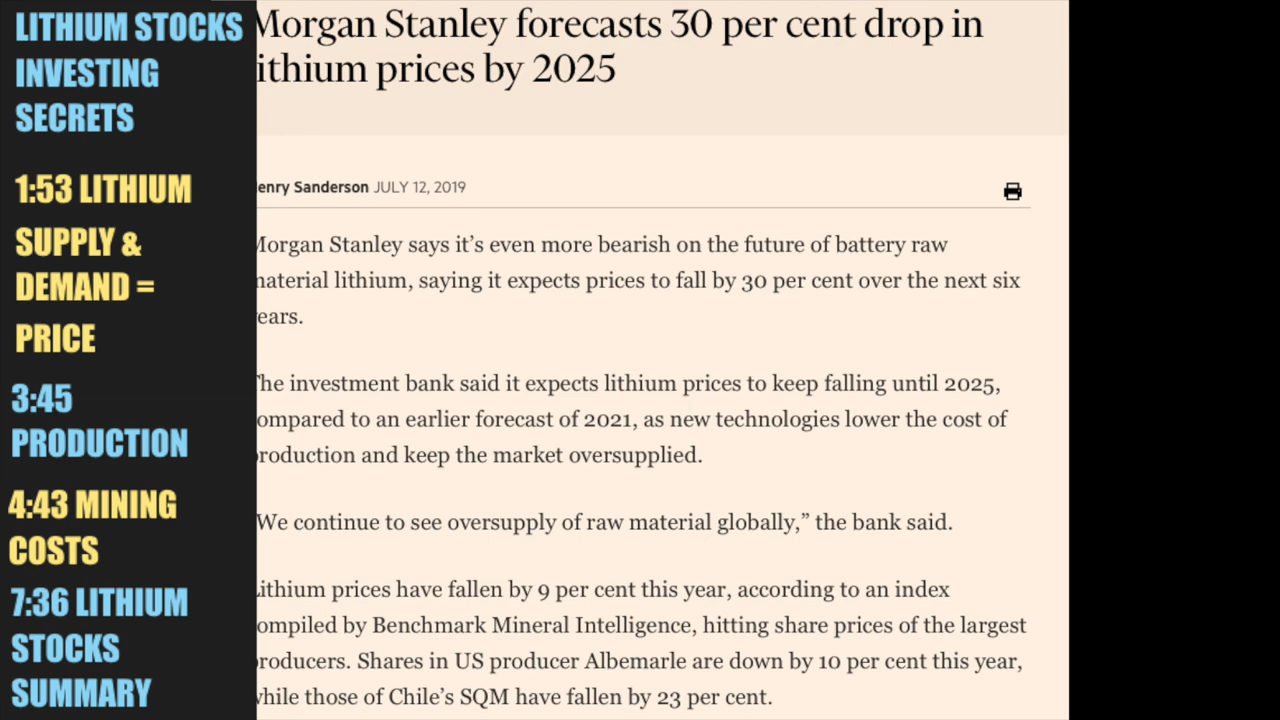 LITHIUM STOCKS
INVESTING
SECRETS
1:53 LITHIUM
SUPPLY &
DEMAND =
PRICE
3:45
PRODUCTION
4:43 MINING
COSTS
7:36 LITHIUM
STOCKS
SUMMARY
Morgan Stanley forecasts 30 per cent drop in
ithium prices by 2025
enry Sanderson JULY 12, 2019
Morgan Stanley says it’s even more bearish on the future of battery raw
material lithium, saying it expects prices to fall by 30 per cent over the next six
years.
The investment bank said it expects lithium prices to keep falling until 2025,
ompared to an earlier forecast of 2021, as new technologies lower the cost of
production and keep the market oversupplied.
We continue to see oversupply of raw material globally,” the bank said.
Lithium prices have fallen by 9 per cent this year, according to an index
ompiled by Benchmark Mineral Intelligence, hitting share prices of the largest
producers. Shares in US producer Albemarle are down by 10 per cent this year,
while those of Chile’s SQM have fallen by 23 per cent.